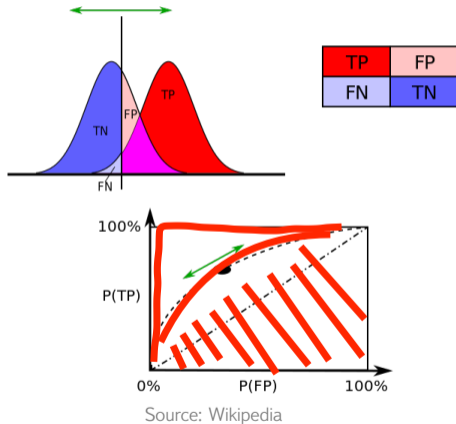 TP FP
FN TN
TN FP TP
FN
100%
P(TP)
0% P(FP) 100%
Source: Wikipedia